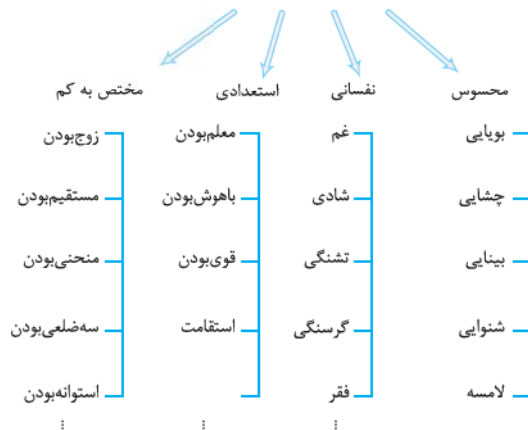 محسوس
بویایی
چشایی
بینایی
شنوایی
لامسه
نفسانی
غم
شادی
تشنگی
گرسنگی
فقر
استعدادی
معلم‌بودن
باهوش‌بودن
قوی‌بودن
استقامت
مختص به کم
زوج‌بودن
مستقیم‌بودن
منحنی‌بودن
سه‌ضلعی‌بودن
استوانه‌بودن